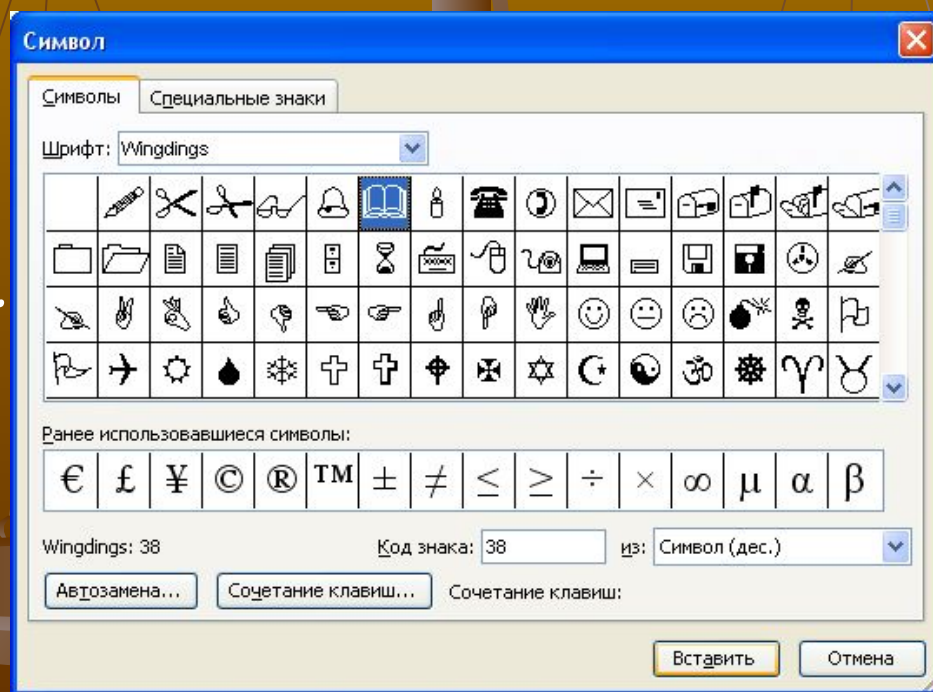 Символ
Символы Специальные знаки
Шрифт: Wingdings
Ранее использовавшиеся символы:
€ £ ¥ © ® ™ ± ≠ ≤ ≥ ÷ × ∞ µ α β
Wingdings: 38 Код знака: 38 из: Символ (дес.)
Автозамена... Сочетание клавиш... Сочетание клавиш:
Вставить Отмена